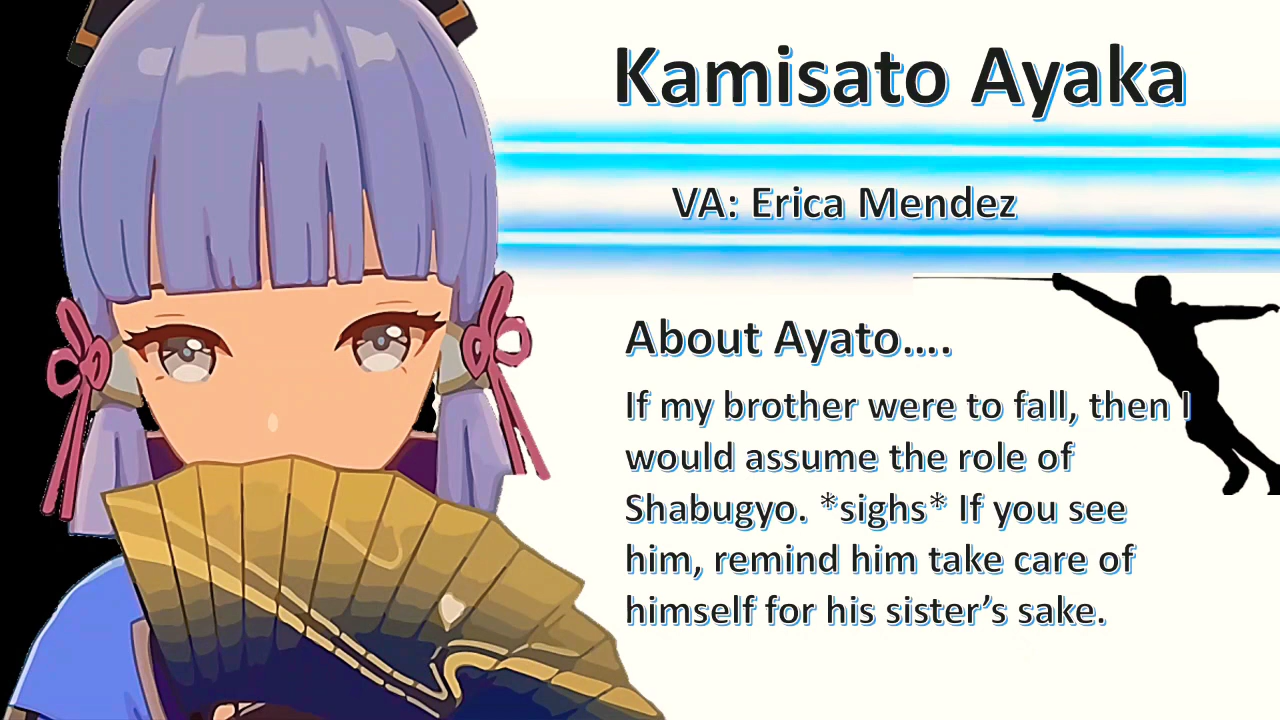 Kamisato Ayaka
VA: Erica Mendez
About Ayato....
If my brother were to fall, then I
would assume the role of
Shabugyo. *sighs* If you see
him, remind him take care of
himself for his sister’s sake.